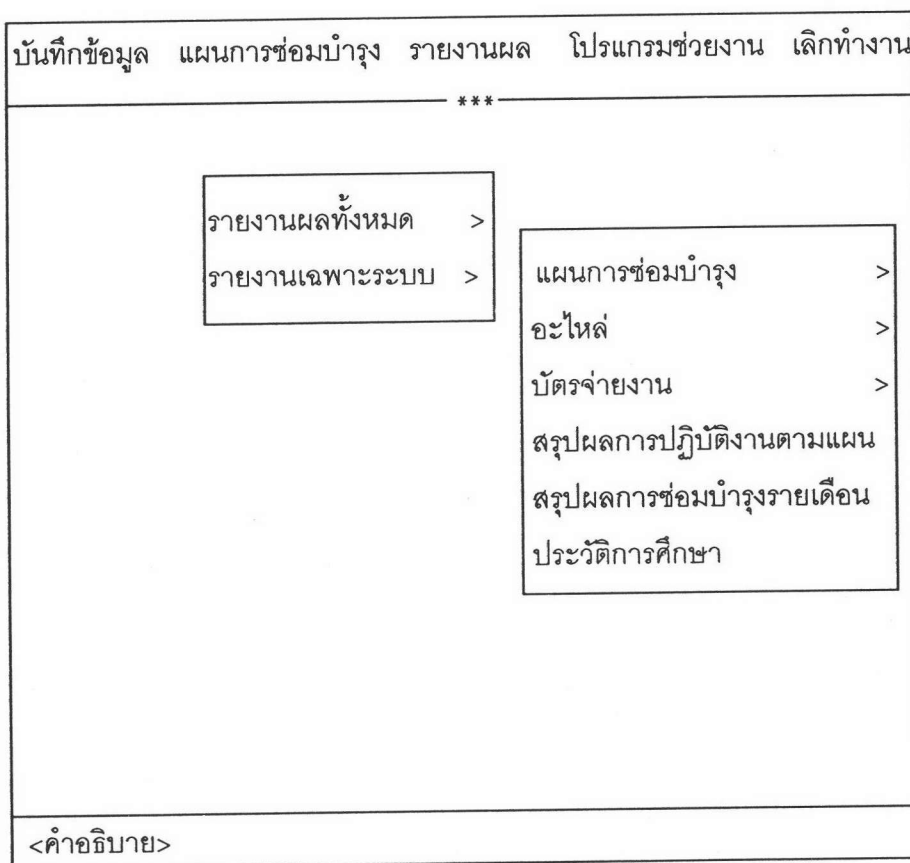 บันทึกข้อมูล แผนการซ่อมบำรุง รายงานผล โปรแกรมช่วยงาน เลิกทำงาน
***
รายงานผลทั้งหมด >
รายงานเฉพาะระบบ >
แผนการซ่อมบำรุง >
อะไหล่ >
บัตรจ่ายงาน >
สรุปผลการปฏิบัติงานตามแผน
สรุปผลการซ่อมบำรุงรายเดือน
ประวัติการศึกษา
<คำอธิบาย>